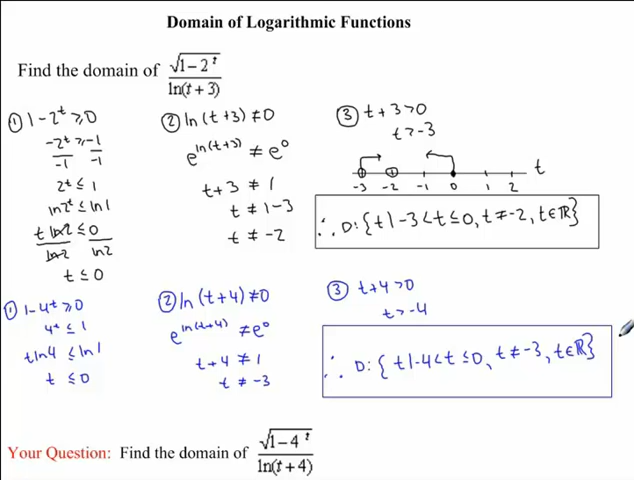 Domain of Logarithmic Functions
Find the domain of √(1−2^t) / ln(t+3)
① 1−2^t ≥ 0
−2^t ≥ −1
−1 −1
2^t ≤ 1
ln2^t ≤ ln1
t ln2 ≤ 0
ln2 ln2
t ≤ 0
② ln(t+3) ≠ 0
e^ln(t+3) ≠ e^0
t+3 ≠ 1
t ≠ 1−3
t ≠ −2
③ t+3 > 0
t > −3
t
−3 −2 −1 0 1 2
∴ D: {t | −3 < t ≤ 0, t ≠ −2, t ∈ ℝ}
① 1−4^t ≥ 0
4^t ≤ 1
t ln4 ≤ ln1
t ≤ 0
② ln(t+4) ≠ 0
e^ln(t+4) ≠ e^0
t+4 ≠ 1
t ≠ −3
③ t+4 > 0
t > −4
∴ D: {t | −4 < t ≤ 0, t ≠ −3, t ∈ ℝ}
Your Question: Find the domain of √(1−4^t) / ln(t+4)